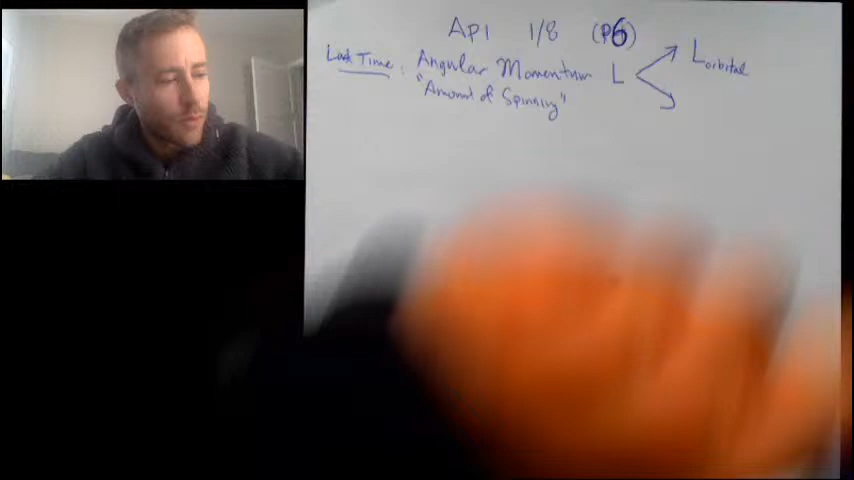 AP1 1/8 (P6)
Last Time: Angular Momentum L
Lorbital
"Amount of Spinning"